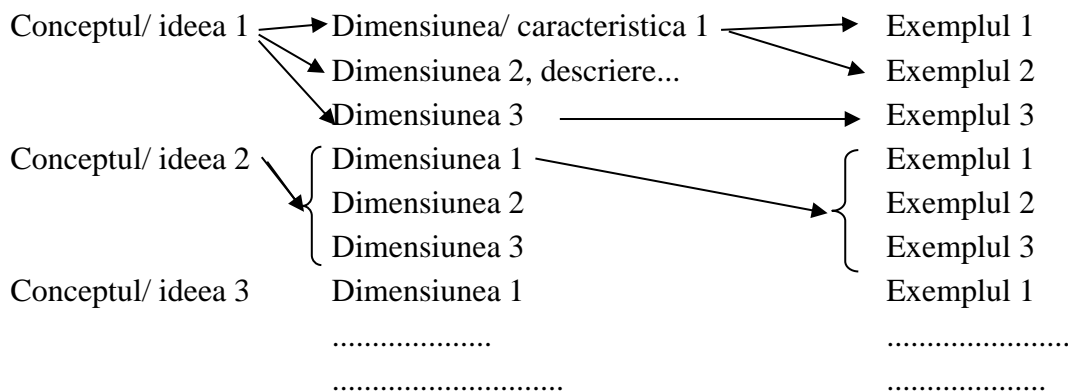 Conceptul/ ideea 1 Dimensiunea/ caracteristica 1 Exemplul 1
Dimensiunea 2, descriere... Exemplul 2
Dimensiunea 3 Exemplul 3
Conceptul/ ideea 2 Dimensiunea 1 Exemplul 1
Dimensiunea 2 Exemplul 2
Dimensiunea 3 Exemplul 3
Conceptul/ ideea 3 Dimensiunea 1 Exemplul 1
.................... .......................
............................. ....................